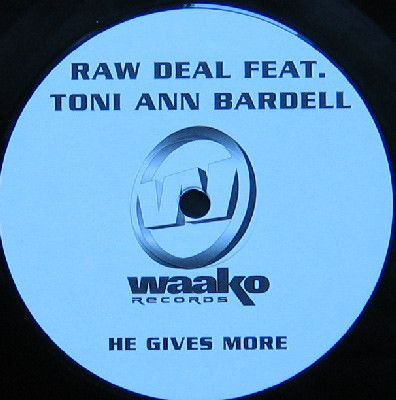 RAW DEAL FEAT.
TONI ANN BARDELL
waako
RECORDS
HE GIVES MORE